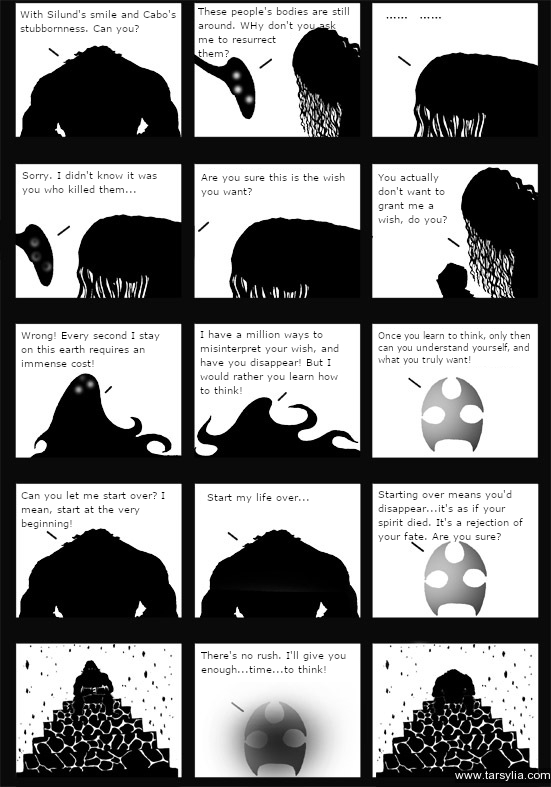 With Silund's smile and Cabo's
stubbornness. Can you?
These people's bodies are still
around. WHy don't you ask
me to resurrect
them?
...... ......
Sorry. I didn't know it was
you who killed them...
Are you sure this is the wish
you want?
You actually
don't want to
grant me a
wish, do you?
Wrong! Every second I stay
on this earth requires an
immense cost!
I have a million ways to
misinterpret your wish, and
have you disappear! But I
would rather you learn how
to think!
Once you learn to think, only then
can you understand yourself, and
what you truly want!
Can you let me start over? I
mean, start at the very
beginning!
Start my life over...
Starting over means you'd
disappear...it's as if your
spirit died. It's a rejection of
your fate. Are you sure?
There's no rush. I'll give you
enough...time...to think!
www.tarsylia.com